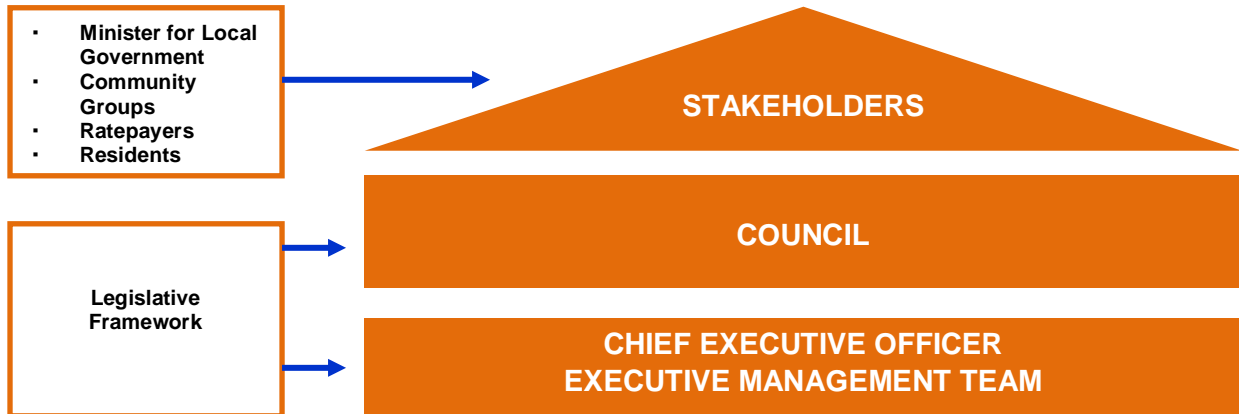 ▪ Minister for Local
Government
▪ Community
Groups
▪ Ratepayers
▪ Residents
STAKEHOLDERS
COUNCIL
Legislative
Framework
CHIEF EXECUTIVE OFFICER
EXECUTIVE MANAGEMENT TEAM